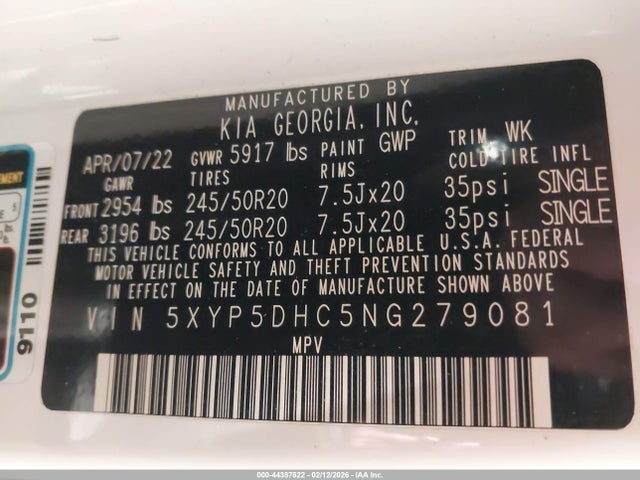 MANUFACTURED BY
KIA GEORGIA, INC.
APR/07/22 GVWR 5917 lbs PAINT GWP TRIM WK
GAWR TIRES RIMS COLD TIRE INFL
FRONT 2954 lbs 245/50R20 7.5Jx20 35psi SINGLE
REAR 3196 lbs 245/50R20 7.5Jx20 35psi SINGLE
THIS VEHICLE CONFORMS TO ALL APPLICABLE U.S.A. FEDERAL
MOTOR VEHICLE SAFETY AND THEFT PREVENTION STANDARDS
IN EFFECT ON THE DATE OF MANUFACTURE SHOWN ABOVE
VIN 5XYP5DHC5NG279081
MPV
9110
000-44387622 - 02/12/2026 - IAA Inc.